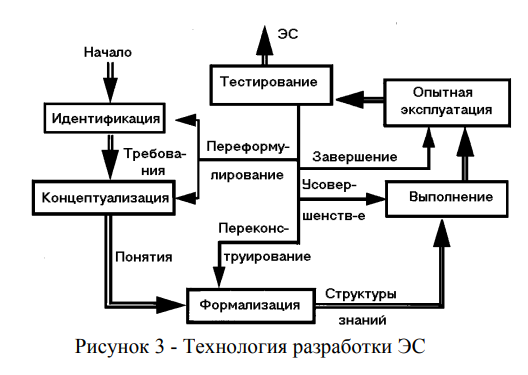 ЭС
Начало
Тестирование
Опытная
эксплуатация
Идентификация
Требова-
ния
Переформу-
лирование
Завершение
Концептуализация
Усовер-
шенств-е
Выполнение
Понятия
Переконс-
труирование
Формализация
Структуры
знаний
Рисунок 3 - Технология разработки ЭС